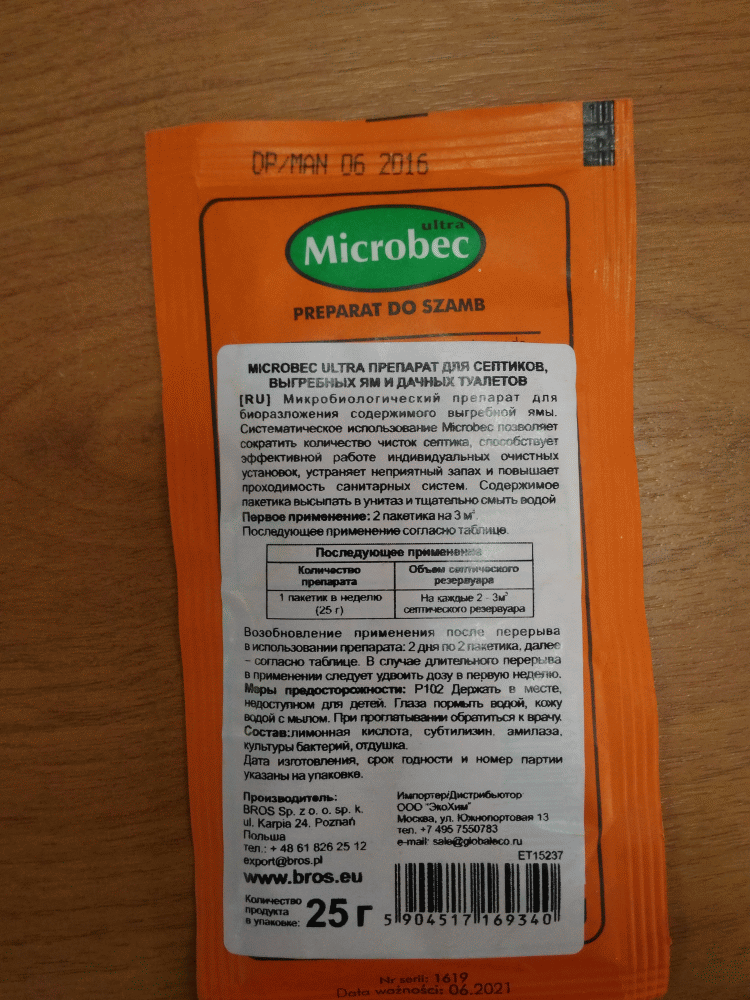 DP/MAN 06 2016
ultra
Microbec
PREPARAT DO SZAMB
MICROBEC ULTRA ПРЕПАРАТ ДЛЯ СЕПТИКОВ,
ВЫГРЕБНЫХ ЯМ И ДАЧНЫХ ТУАЛЕТОВ
[RU] Микробиологический препарат для
биоразложения содержимого выгребной ямы.
Систематическое использование Microbec позволяет
сократить количество чисток септика, способствует
эффективной работе индивидуальных очистных
установок, устраняет неприятный запах и повышает
проходимость санитарных систем. Содержимое
пакетика высыпать в унитаз и тщательно смыть водой
Первое применение: 2 пакетика на 3 м³.
Последующее применение согласно таблице.
Последующее применение
Количество препарата
Объем септического резервуара
1 пакетик в неделю (25 г)
На каждые 2 - 3м³ септического резервуара
Возобновление применения после перерыва
в использовании препарата: 2 дня по 2 пакетика, далее
– согласно таблице. В случае длительного перерыва
в применении следует удвоить дозу в первую неделю.
Меры предосторожности: P102 Держать в месте,
недоступном для детей. Глаза помыть водой, кожу
водой с мылом. При проглатывании обратиться к врачу.
Состав:лимонная кислота, субтилизин, амилаза,
культуры бактерий, отдушка.
Дата изготовления, срок годности и номер партии
указаны на упаковке.
Производитель:
BROS Sp. z o. o. sp. k.
ul. Karpia 24, Poznań
Польша
тел.: + 48 61 826 25 12
export@bros.pl
www.bros.eu
Импортер/Дистрибьютор
ООО "ЭкоХим"
Москва, ул. Южнопортовая 13
тел. +7 495 7550783
e-mail: sale@globaleco.ru
ET15237
Количество
продукта
в упаковке:
25 г
5 904517 169340
Nr serii: 1619
Data ważności: 06.2021